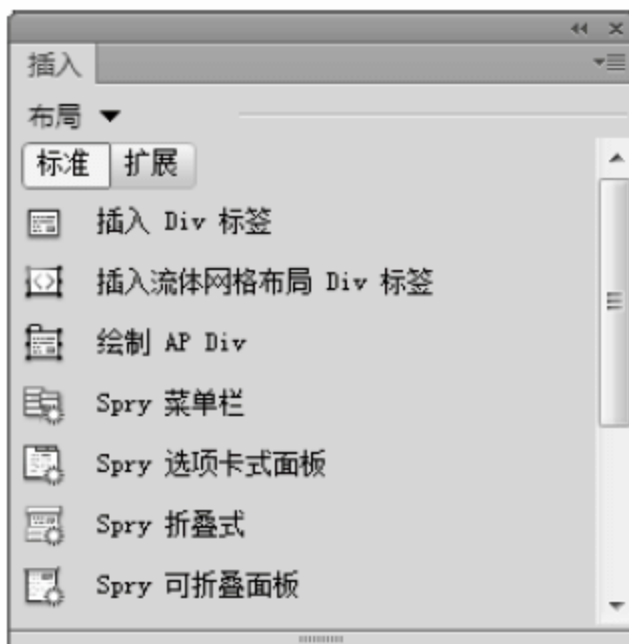 插入
布局
标准 扩展
插入 Div 标签
插入流体网格布局 Div 标签
绘制 AP Div
Spry 菜单栏
Spry 选项卡式面板
Spry 折叠式
Spry 可折叠面板